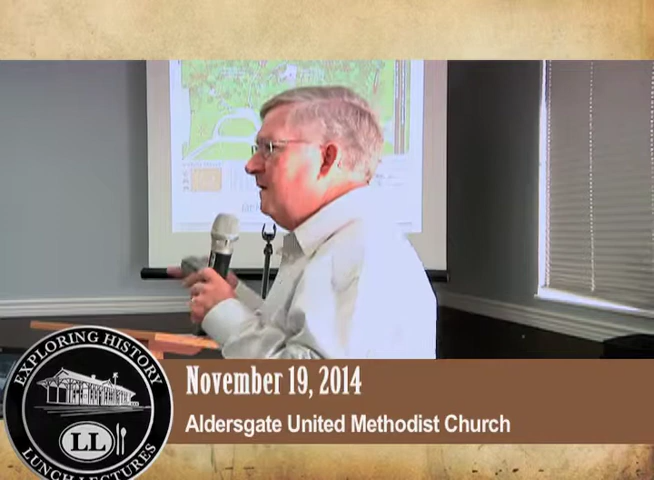 November 19, 2014
Aldersgate United Methodist Church
EXPLORING HISTORY
LL
LUNCH LECTURES